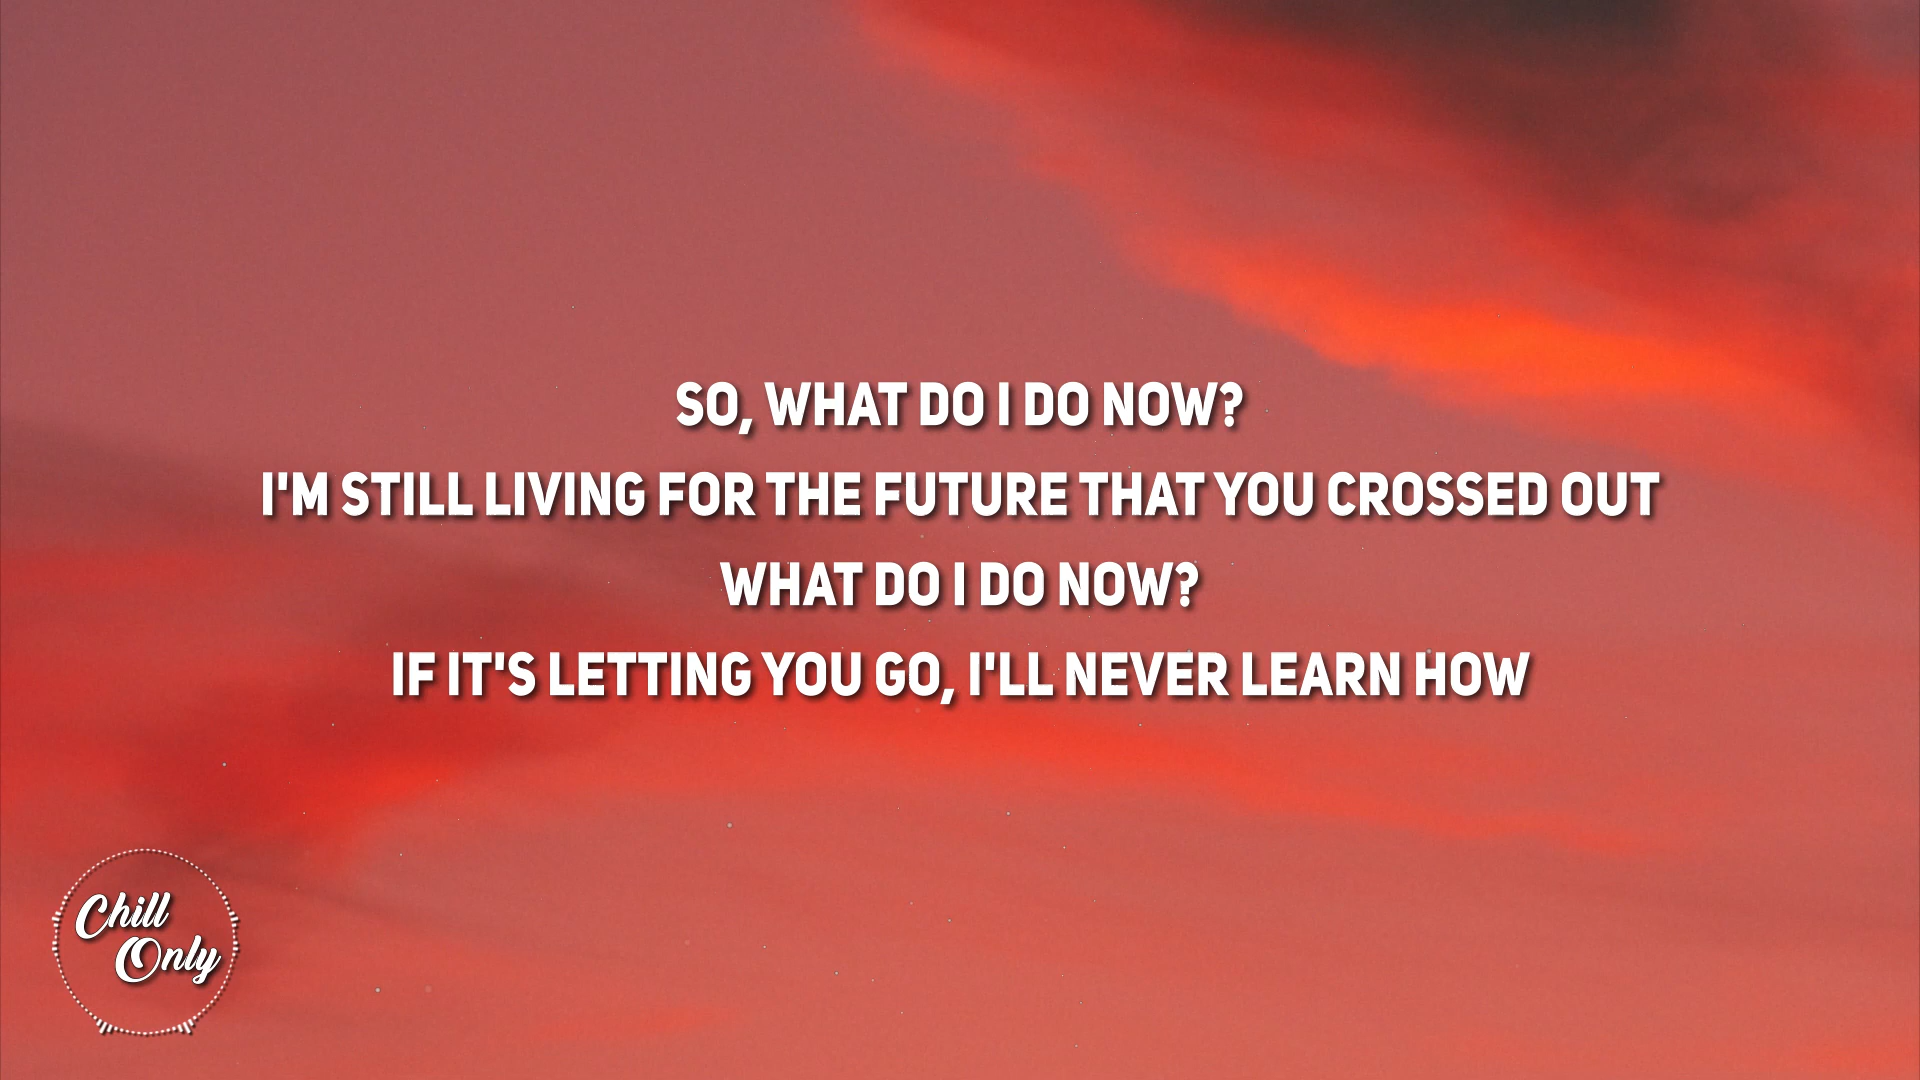 SO, WHAT DO I DO NOW?
I'M STILL LIVING FOR THE FUTURE THAT YOU CROSSED OUT
WHAT DO I DO NOW?
IF IT'S LETTING YOU GO, I'LL NEVER LEARN HOW
Chill
Only